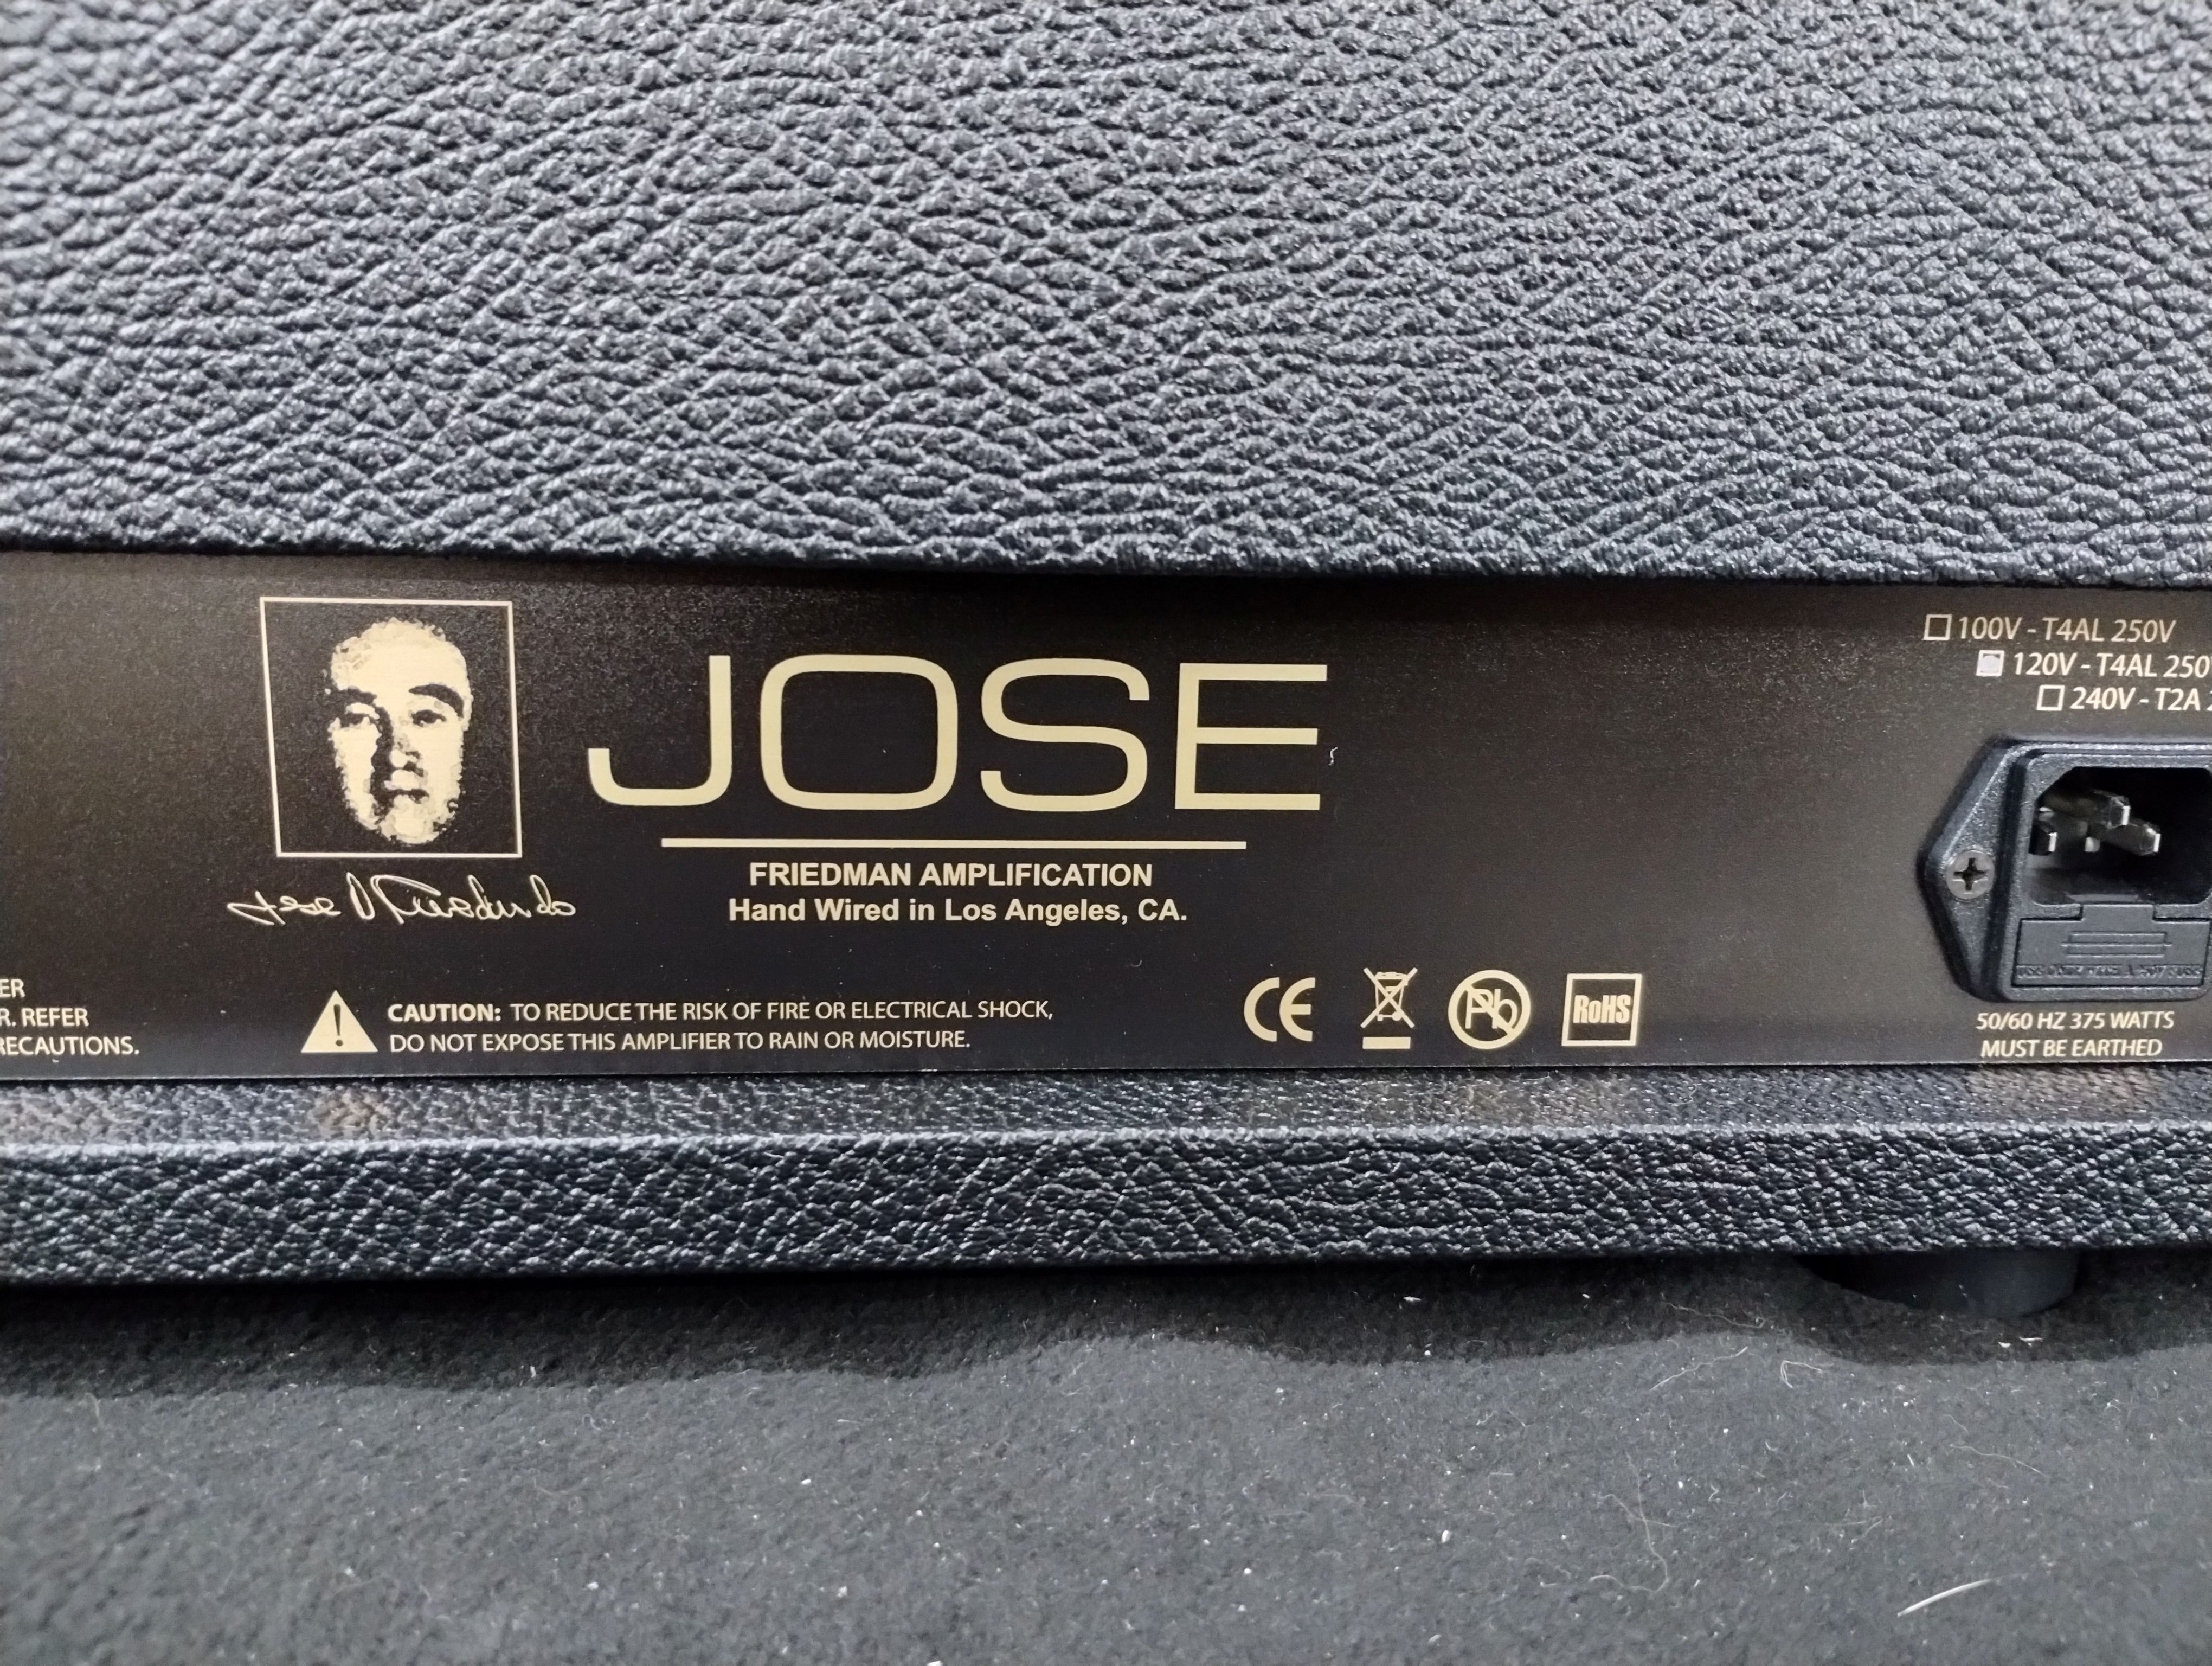 JOSE
FRIEDMAN AMPLIFICATION
Hand Wired in Los Angeles, CA.
ER
R. REFER
RECAUTIONS.
CAUTION: TO REDUCE THE RISK OF FIRE OR ELECTRICAL SHOCK,
DO NOT EXPOSE THIS AMPLIFIER TO RAIN OR MOISTURE.
CE
Pb
RoHS
100V - T4AL 250V
120V - T4AL 250
240V - T2A 2
50/60 HZ 375 WATTS
MUST BE EARTHED